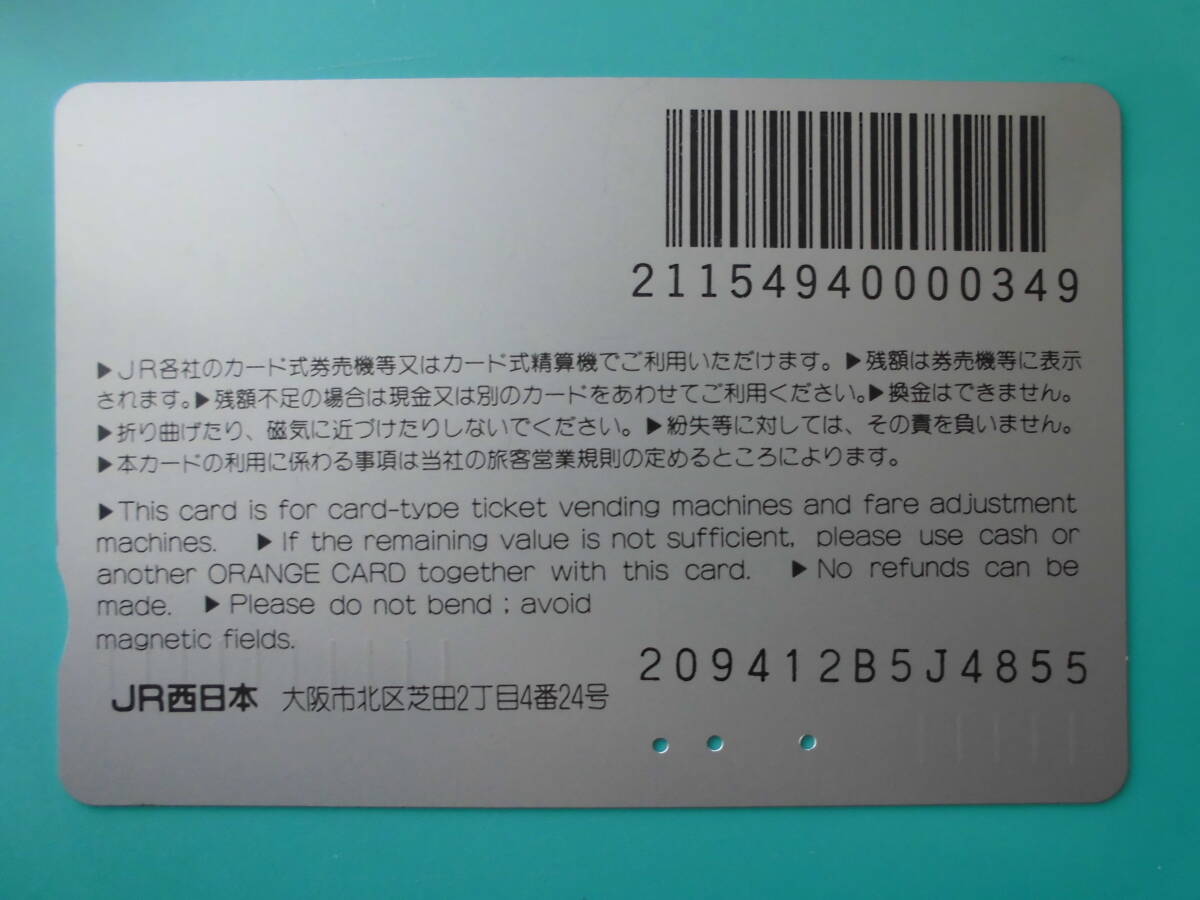 211549400000349
▶JR各社のカード式券売機等又はカード式精算機でご利用いただけます。▶残額は券売機等に表示
されます。▶残額不足の場合は現金又は別のカードをあわせてご利用ください。▶換金はできません。
▶折り曲げたり、磁気に近づけたりしないでください。▶紛失等に対しては、その責を負いません。
▶本カードの利用に係わる事項は当社の旅客営業規則の定めるところによります。
▶This card is for card-type ticket vending machines and fare adjustment
machines. ▶If the remaining value is not sufficient, please use cash or
another ORANGE CARD together with this card. ▶No refunds can be
made. ▶Please do not bend; avoid
magnetic fields.
209412B5J4855
JR西日本 大阪市北区芝田2丁目4番24号